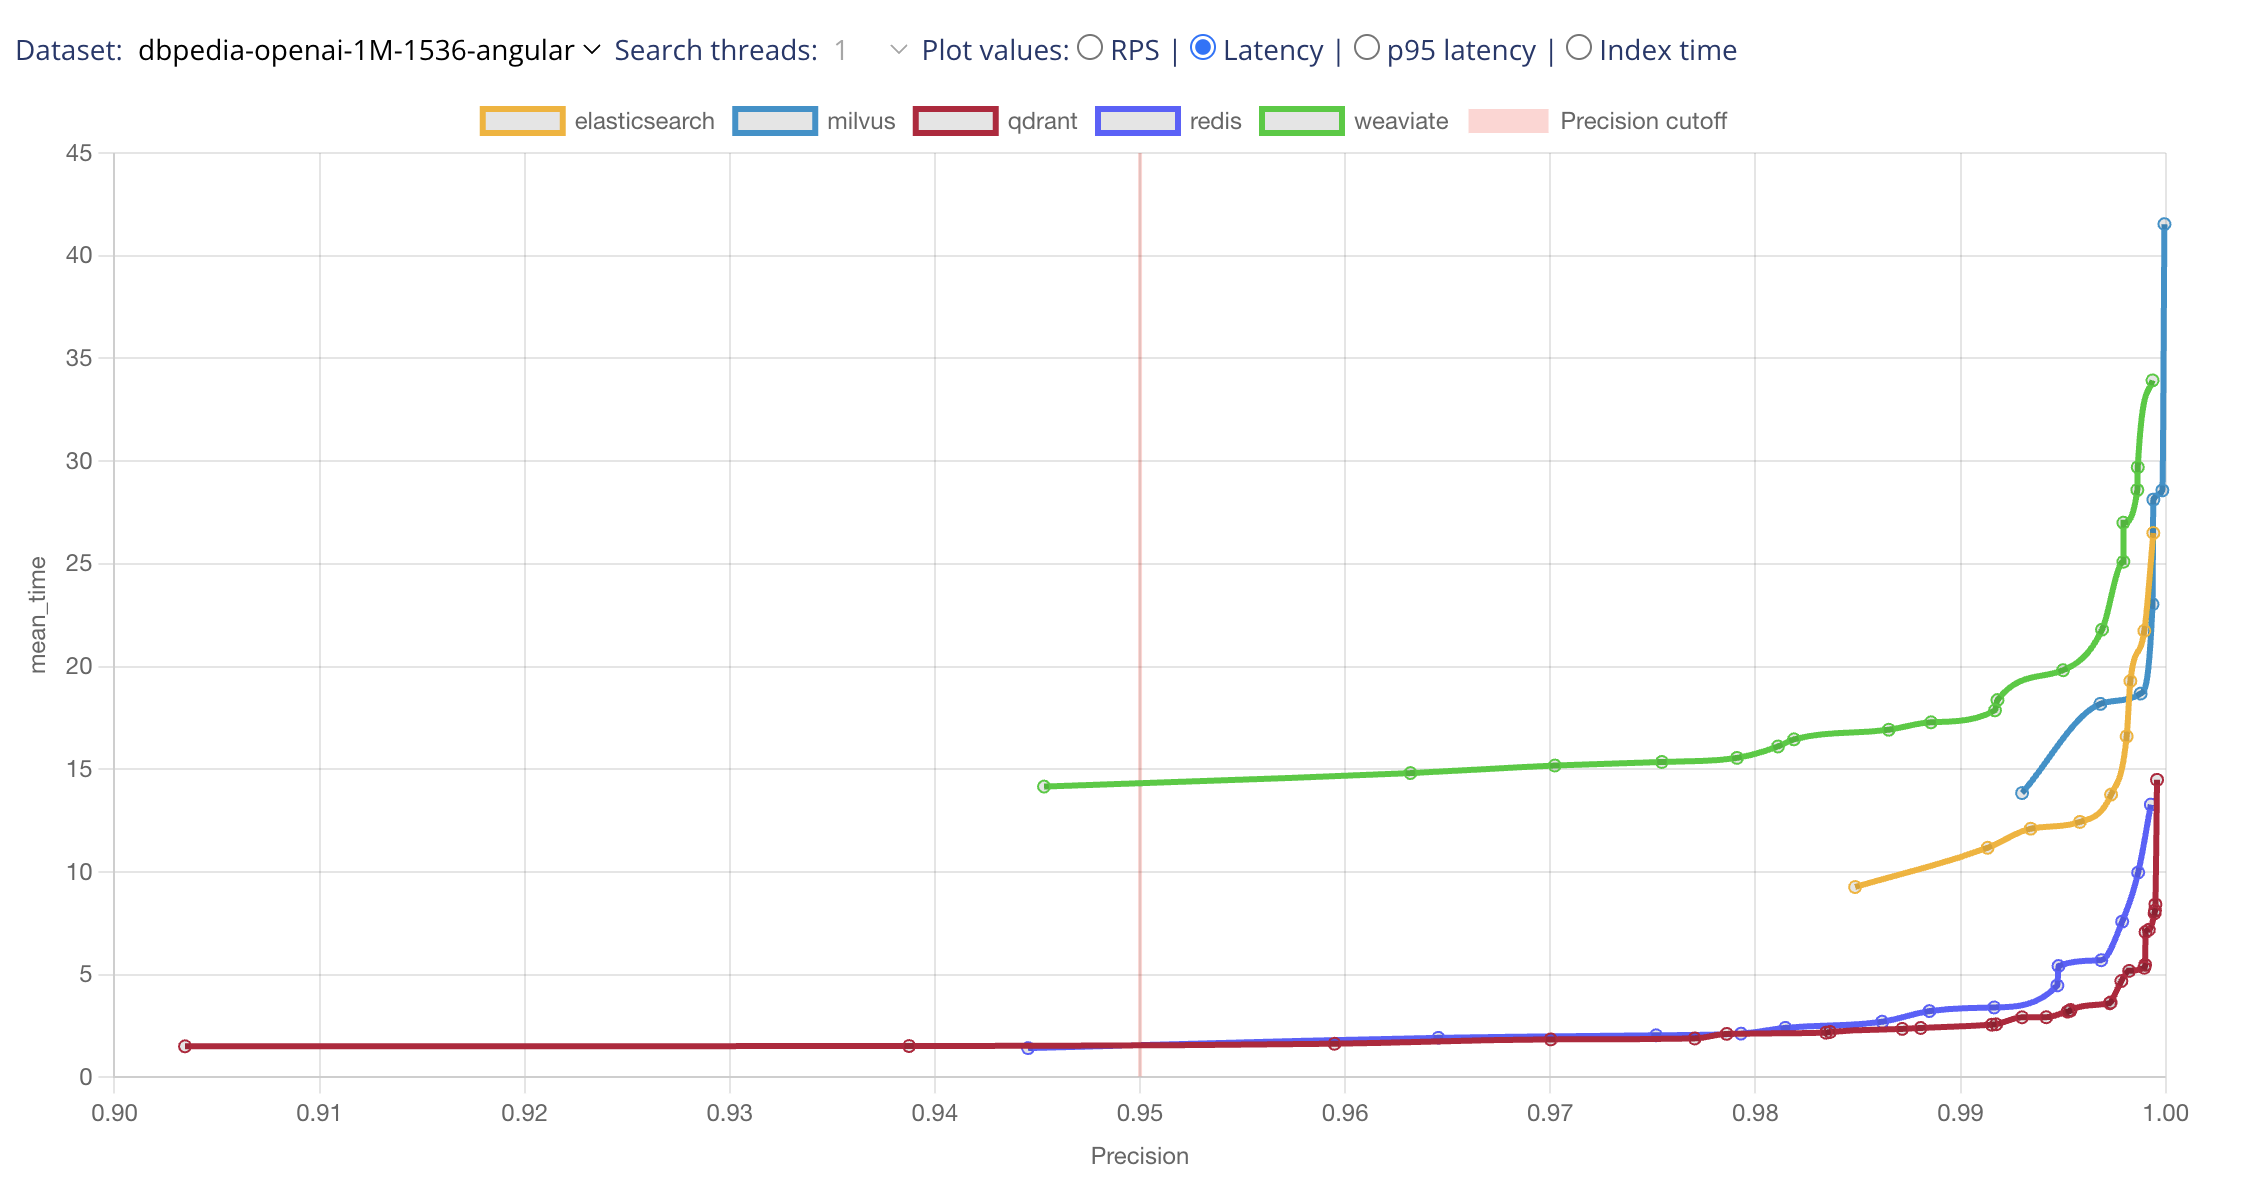 Dataset: dbpedia-openai-1M-1536-angular Search threads: 1 Plot values: RPS | Latency | p95 latency | Index time
elasticsearch milvus qdrant redis weaviate Precision cutoff
45
40
35
30
25
20
15
10
5
0
mean_time
0.90 0.91 0.92 0.93 0.94 0.95 0.96 0.97 0.98 0.99 1.00
Precision